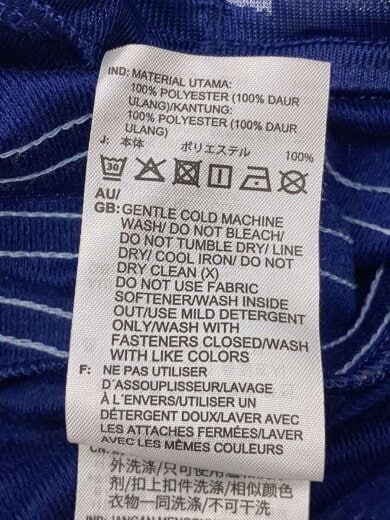 IND: MATERIAL UTAMA:
100% POLYESTER (100% DAUR
ULANG)/KANTUNG:
100% POLYESTER (100% DAUR
ULANG)
J: 本体 ポリエステル 100%
30
AU/
GB: GENTLE COLD MACHINE
WASH/ DO NOT BLEACH/
DO NOT TUMBLE DRY/ LINE
DRY/ COOL IRON/ DO NOT
DRY CLEAN (X)
DO NOT USE FABRIC
SOFTENER/WASH INSIDE
OUT/USE MILD DETERGENT
ONLY/WASH WITH
FASTENERS CLOSED/WASH
WITH LIKE COLORS
F: NE PAS UTILISER
D´ASSOUPLISSEUR/LAVAGE
À L´ENVERS/UTILISER UN
DÉTERGENT DOUX/LAVER AVEC
LES ATTACHES FERMÉES/LAVER
AVEC LES MÊMES COULEURS
外洗涤/只可使用温和洗涤
剂/扣上扣件洗涤/相似颜色
衣物一同洗涤/不可干洗